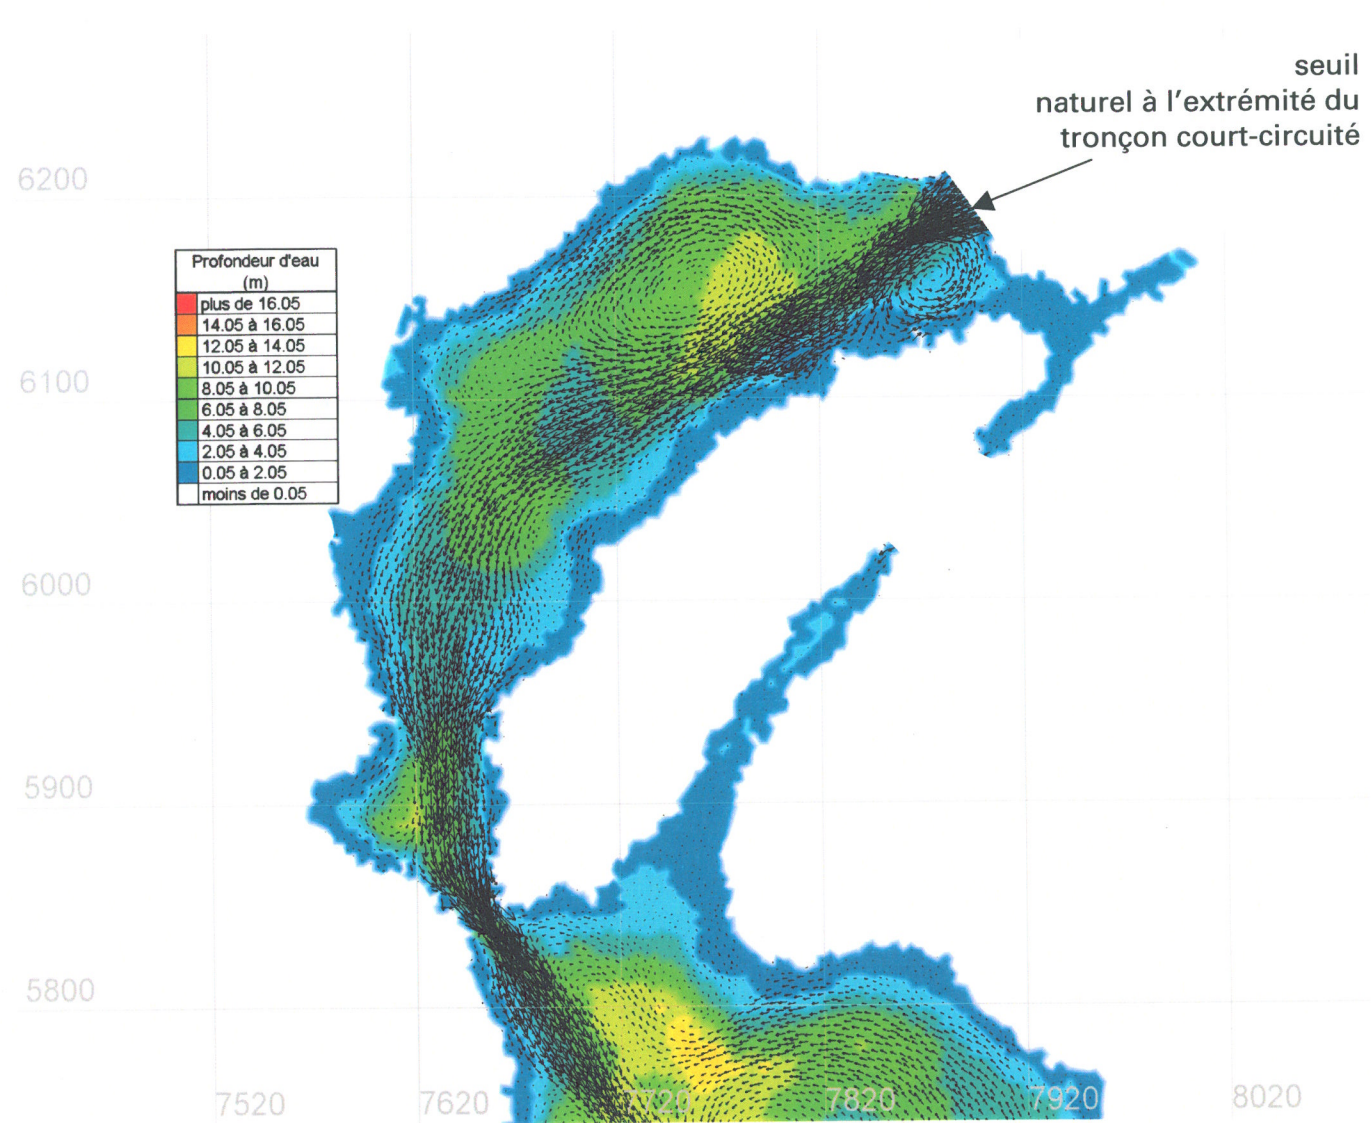 seuil
naturel à l'extrémité du
tronçon court-circuité
6200
Profondeur d'eau
(m)
plus de 16.05
14.05 à 16.05
12.05 à 14.05
10.05 à 12.05
8.05 à 10.05
6.05 à 8.05
4.05 à 6.05
2.05 à 4.05
0.05 à 2.05
moins de 0.05
6100
6000
5900
5800
7520
7620
7720
7820
7920
8020